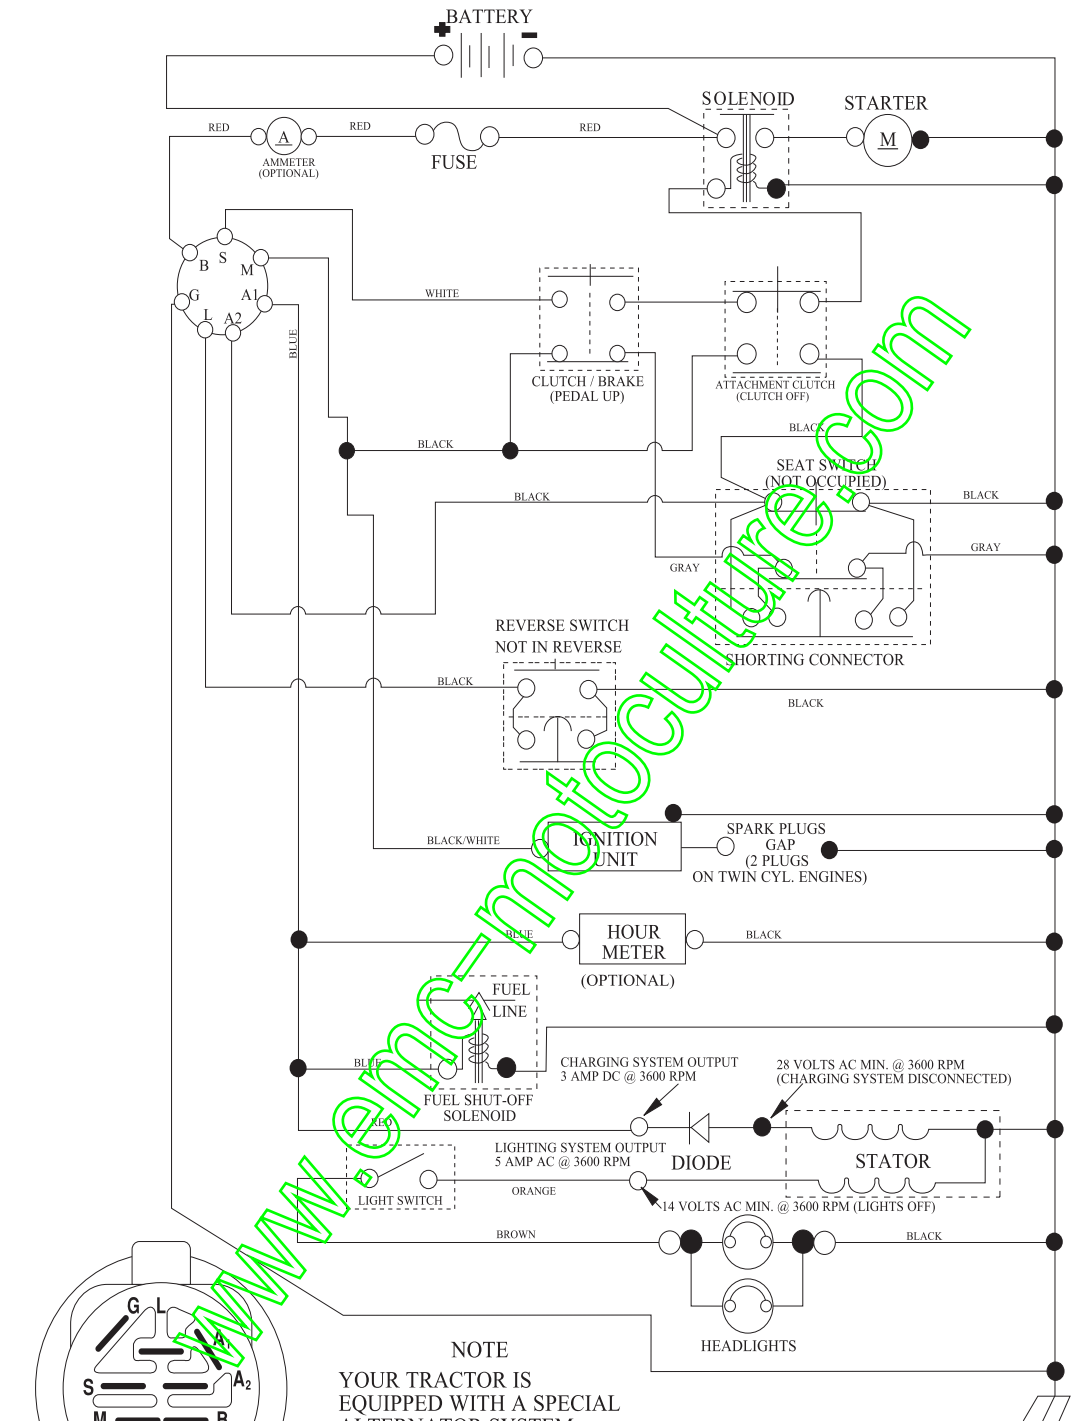 BATTERY
SOLENOID
STARTER
RED
A
RED
RED
M
FUSE
AMMETER
(OPTIONAL)
B
S
M
G
A1
L
A2
WHITE
BLUE
CLUTCH / BRAKE
(PEDAL UP)
ATTACHMENT CLUTCH
(CLUTCH OFF)
BLACK
BLACK
SEAT SWITCH
(NOT OCCUPIED)
BLACK
BLACK
GRAY
GRAY
REVERSE SWITCH
NOT IN REVERSE
SHORTING CONNECTOR
BLACK
BLACK
BLACK/WHITE
IGNITION
UNIT
SPARK PLUGS
GAP
(2 PLUGS
ON TWIN CYL. ENGINES)
BLUE
HOUR
METER
BLACK
(OPTIONAL)
FUEL
LINE
BLUE
FUEL SHUT-OFF
SOLENOID
CHARGING SYSTEM OUTPUT
3 AMP DC @ 3600 RPM
28 VOLTS AC MIN. @ 3600 RPM
(CHARGING SYSTEM DISCONNECTED)
RED
LIGHTING SYSTEM OUTPUT
5 AMP AC @ 3600 RPM
DIODE
STATOR
LIGHT SWITCH
ORANGE
14 VOLTS AC MIN. @ 3600 RPM (LIGHTS OFF)
BROWN
BLACK
HEADLIGHTS
G L
A1
S
A2
M
B
NOTE
YOUR TRACTOR IS
EQUIPPED WITH A SPECIAL
ALTERNATOR SYSTEM
www.emc-motoculture.com